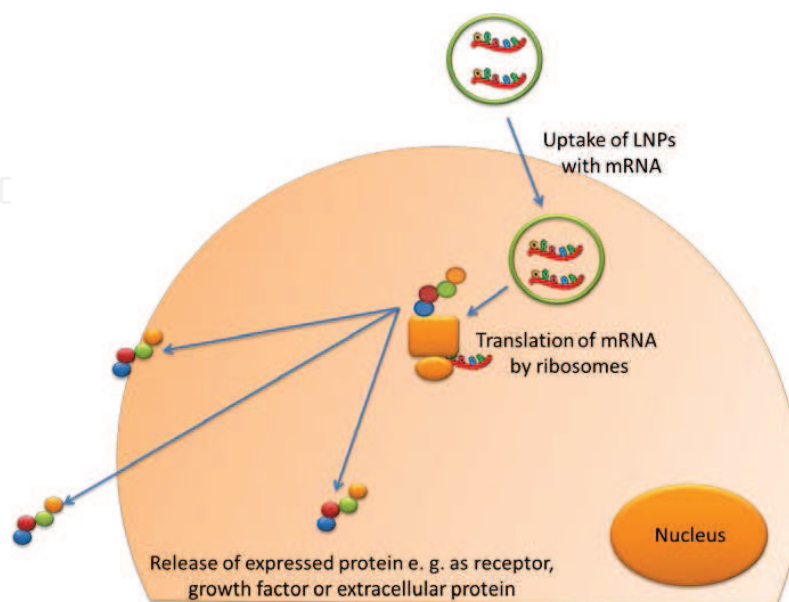 Uptake of LNPs
with mRNA
Translation of mRNA
by ribosomes
Nucleus
Release of expressed protein e. g. as receptor,
growth factor or extracellular protein